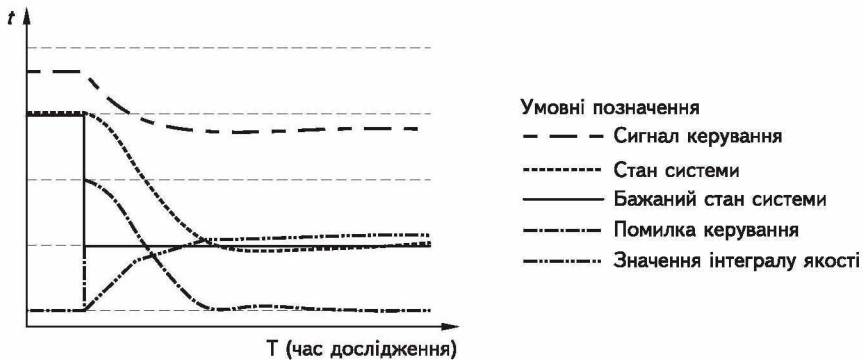 t
Умовні позначення
Сигнал керування
Стан системи
Бажаний стан системи
Помилка керування
Значення інтегралу якості
Т (час дослідження)